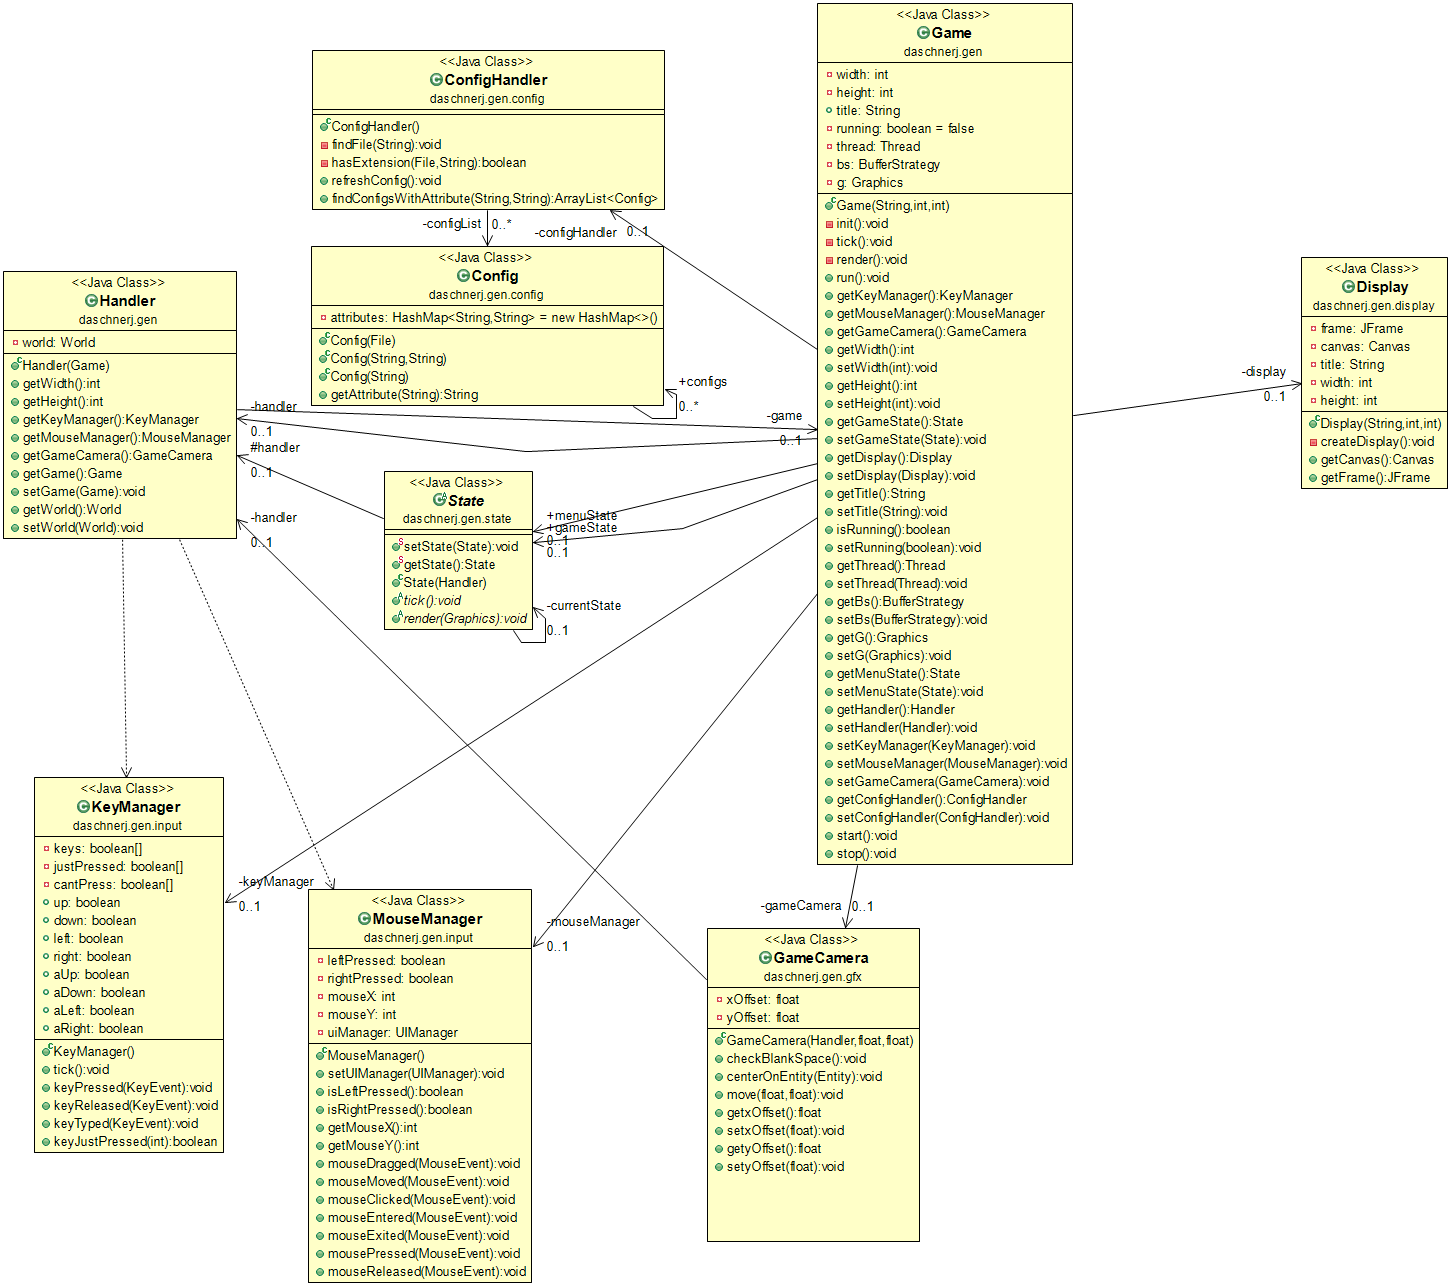 <<Java Class>>
Game
daschnerj.gen
width: int
height: int
title: String
running: boolean = false
thread: Thread
bs: BufferStrategy
g: Graphics
Game(String,int,int)
init():void
tick():void
render():void
run():void
getKeyManager():KeyManager
getMouseManager():MouseManager
getGameCamera():GameCamera
getWidth():int
setWidth(int):void
getHeight():int
setHeight(int):void
getGameState():State
setGameState(State):void
getDisplay():Display
setDisplay(Display):void
getTitle():String
setTitle(String):void
isRunning():boolean
setRunning(boolean):void
getThread():Thread
setThread(Thread):void
getBs():BufferStrategy
setBs(BufferStrategy):void
getG():Graphics
setG(Graphics):void
getMenuState():State
setMenuState(State):void
getHandler():Handler
setHandler(Handler):void
setKeyManager(KeyManager):void
setMouseManager(MouseManager):void
setGameCamera(GameCamera):void
getConfigHandler():ConfigHandler
setConfigHandler(ConfigHandler):void
start():void
stop():void
<<Java Class>>
ConfigHandler
daschnerj.gen.config
ConfigHandler()
findFile(String):void
hasExtension(File,String):boolean
refreshConfig():void
findConfigsWithAttribute(String,String):ArrayList<Config>
-configList
0..*
-configHandler
0..1
<<Java Class>>
Config
daschnerj.gen.config
attributes: HashMap<String,String> = new HashMap<>()
Config(File)
Config(String,String)
Config(String)
getAttribute(String):String
+configs
0..*
<<Java Class>>
Handler
daschnerj.gen
world: World
Handler(Game)
getWidth():int
getHeight():int
getKeyManager():KeyManager
getMouseManager():MouseManager
getGameCamera():GameCamera
getGame():Game
setGame(Game):void
getWorld():World
setWorld(World):void
-handler
0..1
#handler
0..1
-handler
0..1
-game
0..1
<<Java Class>>
Display
daschnerj.gen.display
frame: JFrame
canvas: Canvas
title: String
width: int
height: int
Display(String,int,int)
createDisplay():void
getCanvas():Canvas
getFrame():JFrame
-display
0..1
<<Java Class>>
State
daschnerj.gen.state
setState(State):void
getState():State
State(Handler)
tick():void
render(Graphics):void
+menuState
+gameState
0..1
0..1
-currentState
0..1
<<Java Class>>
KeyManager
daschnerj.gen.input
keys: boolean[]
justPressed: boolean[]
cantPress: boolean[]
up: boolean
down: boolean
left: boolean
right: boolean
aUp: boolean
aDown: boolean
aLeft: boolean
aRight: boolean
KeyManager()
tick():void
keyPressed(KeyEvent):void
keyReleased(KeyEvent):void
keyTyped(KeyEvent):void
keyJustPressed(int):boolean
-keyManager
0..1
<<Java Class>>
MouseManager
daschnerj.gen.input
leftPressed: boolean
rightPressed: boolean
mouseX: int
mouseY: int
uiManager: UIManager
MouseManager()
setUIManager(UIManager):void
isLeftPressed():boolean
isRightPressed():boolean
getMouseX():int
getMouseY():int
mouseDragged(MouseEvent):void
mouseMoved(MouseEvent):void
mouseClicked(MouseEvent):void
mouseEntered(MouseEvent):void
mouseExited(MouseEvent):void
mousePressed(MouseEvent):void
mouseReleased(MouseEvent):void
-mouseManager
0..1
-gameCamera
0..1
<<Java Class>>
GameCamera
daschnerj.gen.gfx
xOffset: float
yOffset: float
GameCamera(Handler,float,float)
checkBlankSpace():void
centerOnEntity(Entity):void
move(float,float):void
getxOffset():float
setxOffset(float):void
getyOffset():float
setyOffset(float):void